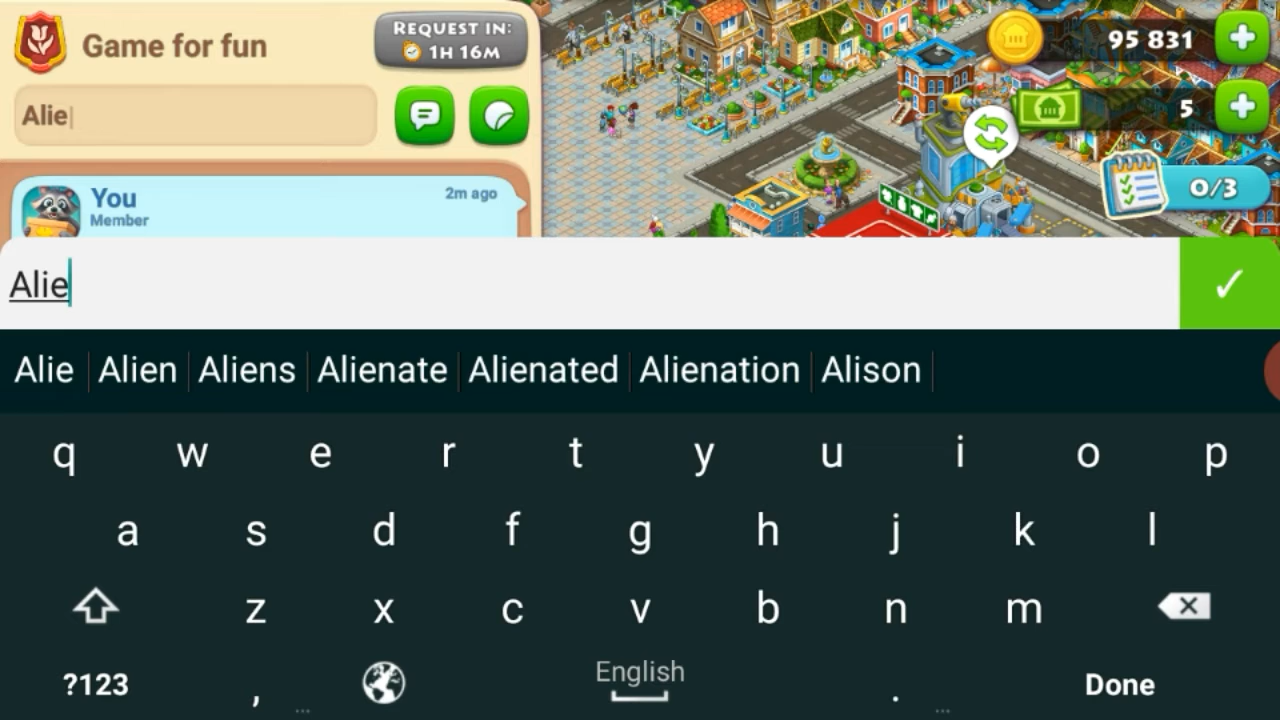 Game for fun
REQUEST IN:
1H 16M
95 831
Alie
5
You
2m ago
Member
0/3
Alie
Alie Alien Aliens Alienate Alienated Alienation Alison
q w e r t y u i o p
a s d f g h j k l
z x c v b n m
?123 , English . Done